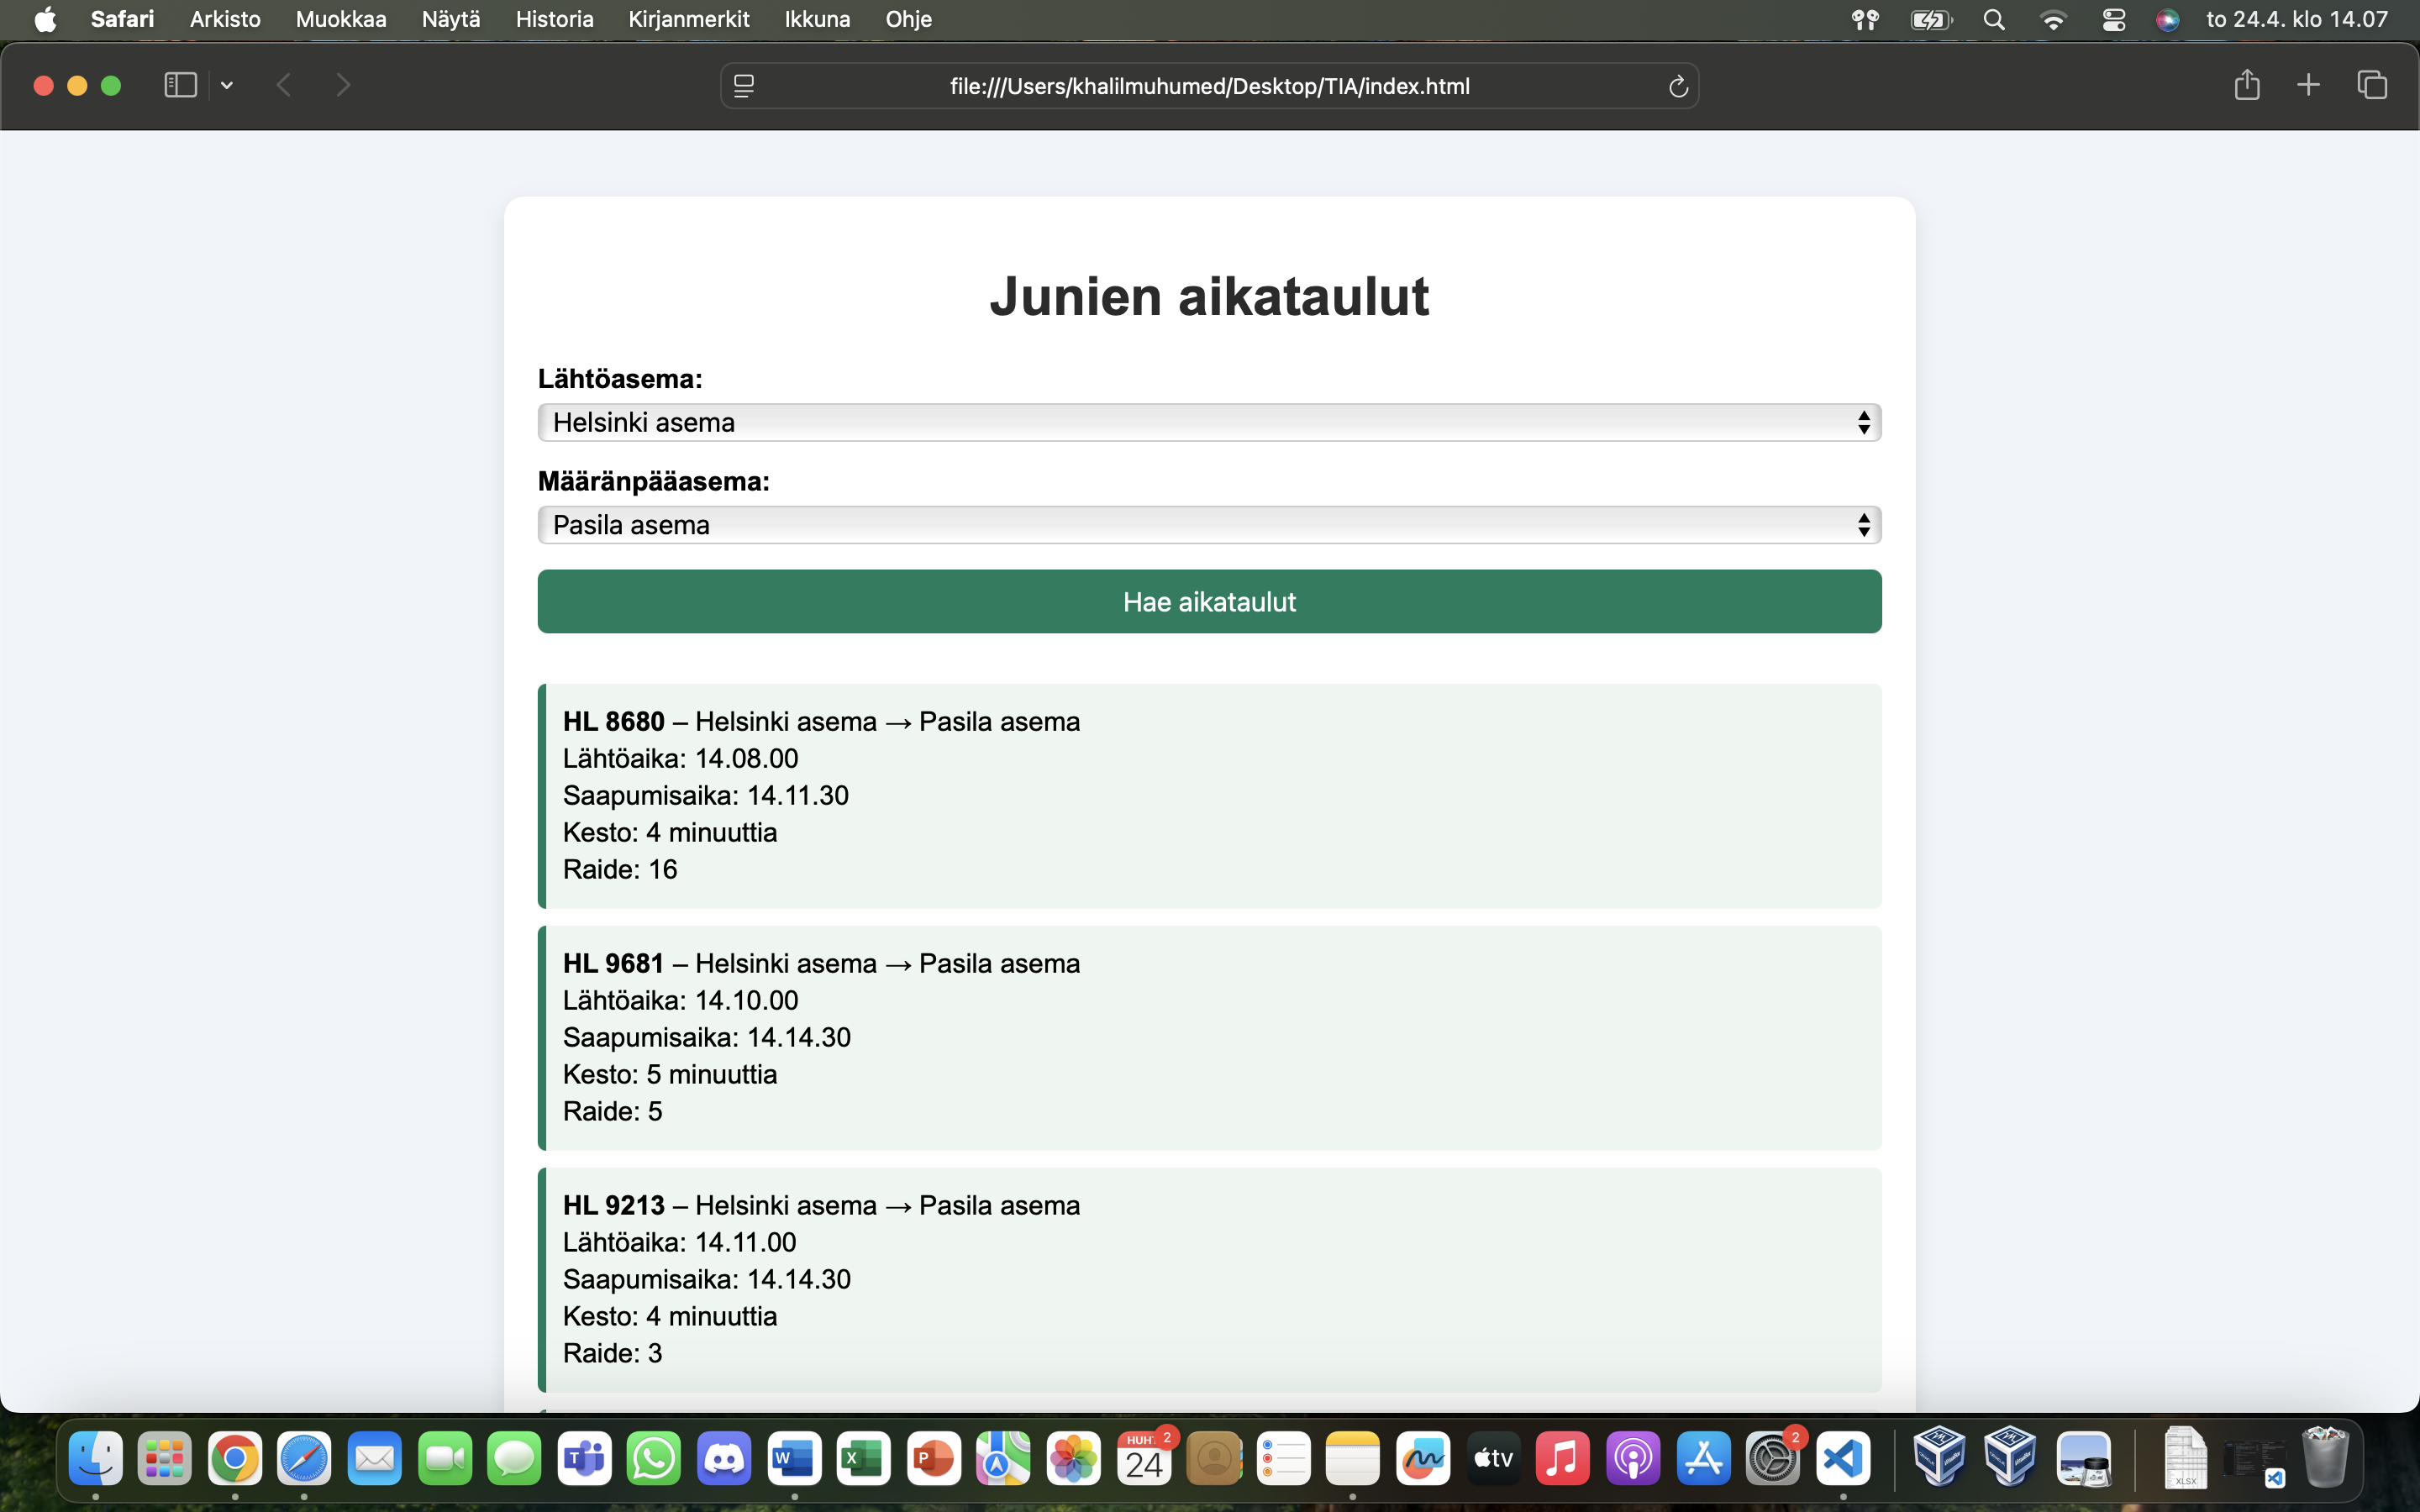 Safari Arkisto Muokkaa Näytä Historia Kirjanmerkit Ikkuna Ohje to 24.4. klo 14.07
file:///Users/khalilmuhumed/Desktop/TIA/index.html
Junien aikataulut
Lähtöasema:
Helsinki asema
Määränpääasema:
Pasila asema
Hae aikataulut
HL 8680 – Helsinki asema → Pasila asema
Lähtöaika: 14.08.00
Saapumisaika: 14.11.30
Kesto: 4 minuuttia
Raide: 16
HL 9681 – Helsinki asema → Pasila asema
Lähtöaika: 14.10.00
Saapumisaika: 14.14.30
Kesto: 5 minuuttia
Raide: 5
HL 9213 – Helsinki asema → Pasila asema
Lähtöaika: 14.11.00
Saapumisaika: 14.14.30
Kesto: 4 minuuttia
Raide: 3
HUH 2
24
tv
2
XLSX